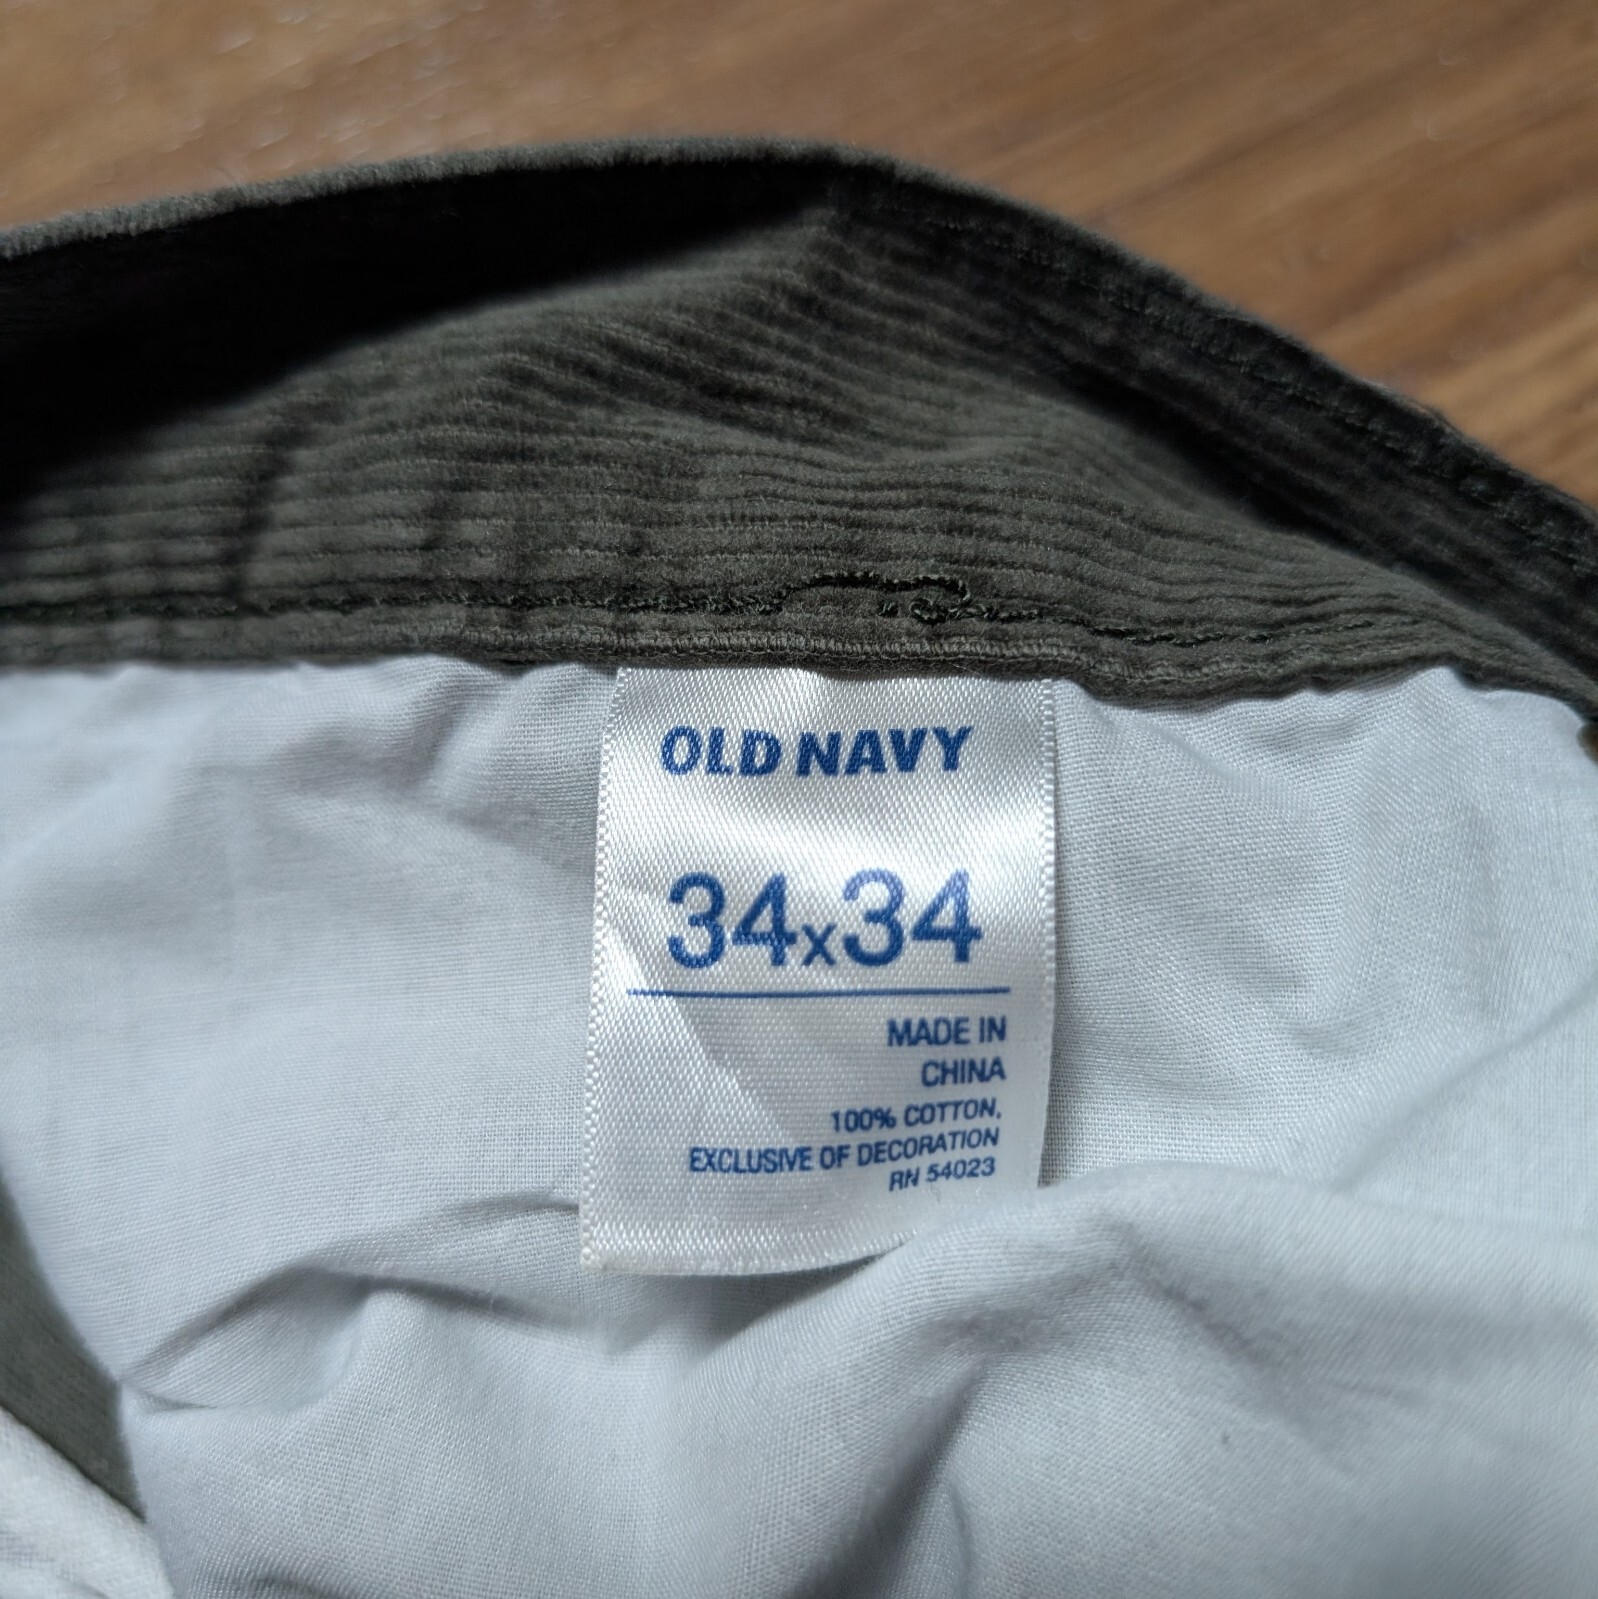 OLD NAVY
34x34
MADE IN
CHINA
100% COTTON,
EXCLUSIVE OF DECORATION
RN 54023